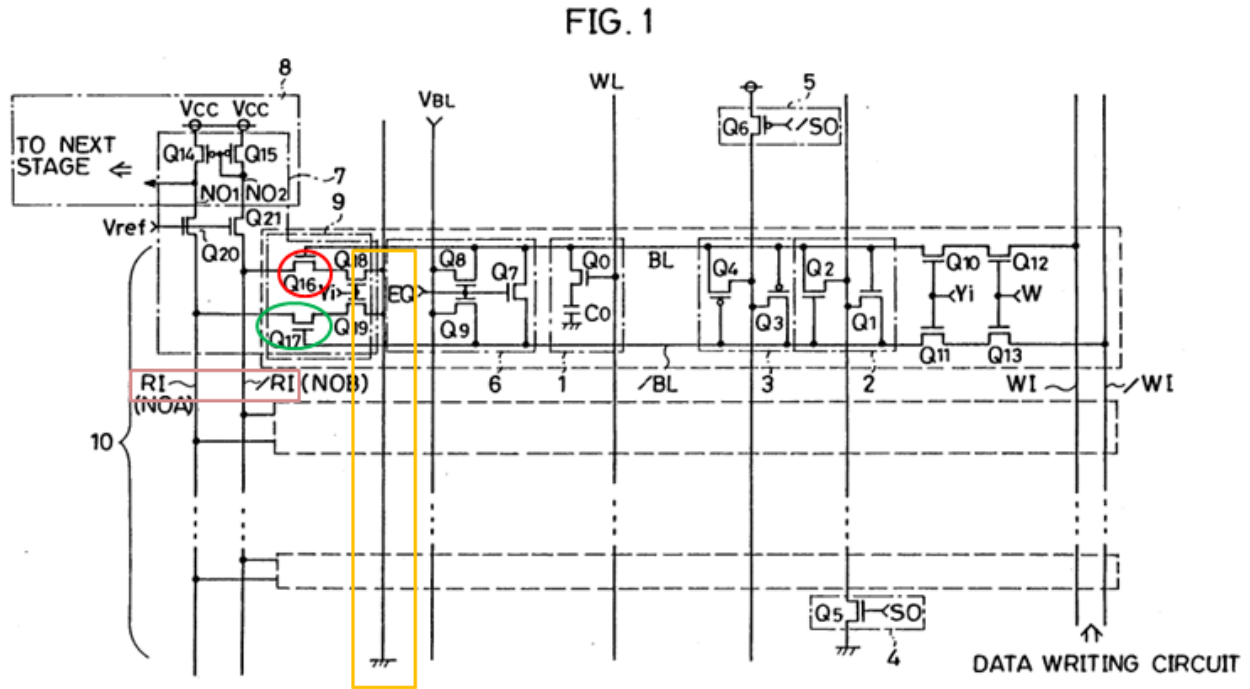 FIG. 1
8
5
WL
VBL
Vcc Vcc
TO NEXT
STAGE ⇐
Q14 Q15
Q6 /SO
7
NO1 NO2
9
Vref
Q21
Q20
Q18 Q8 Q7 Q0 BL Q4 Q2 Q10 Q12
Q16
Yi EQ C0 Q3 Q1 Yi W
Q17 Q19 Q9
Q11 Q13
RI /RI (NOB) 6 1 /BL 3 2 WI /WI
(NOA)
10
Q5 SO
4
DATA WRITING CIRCUIT